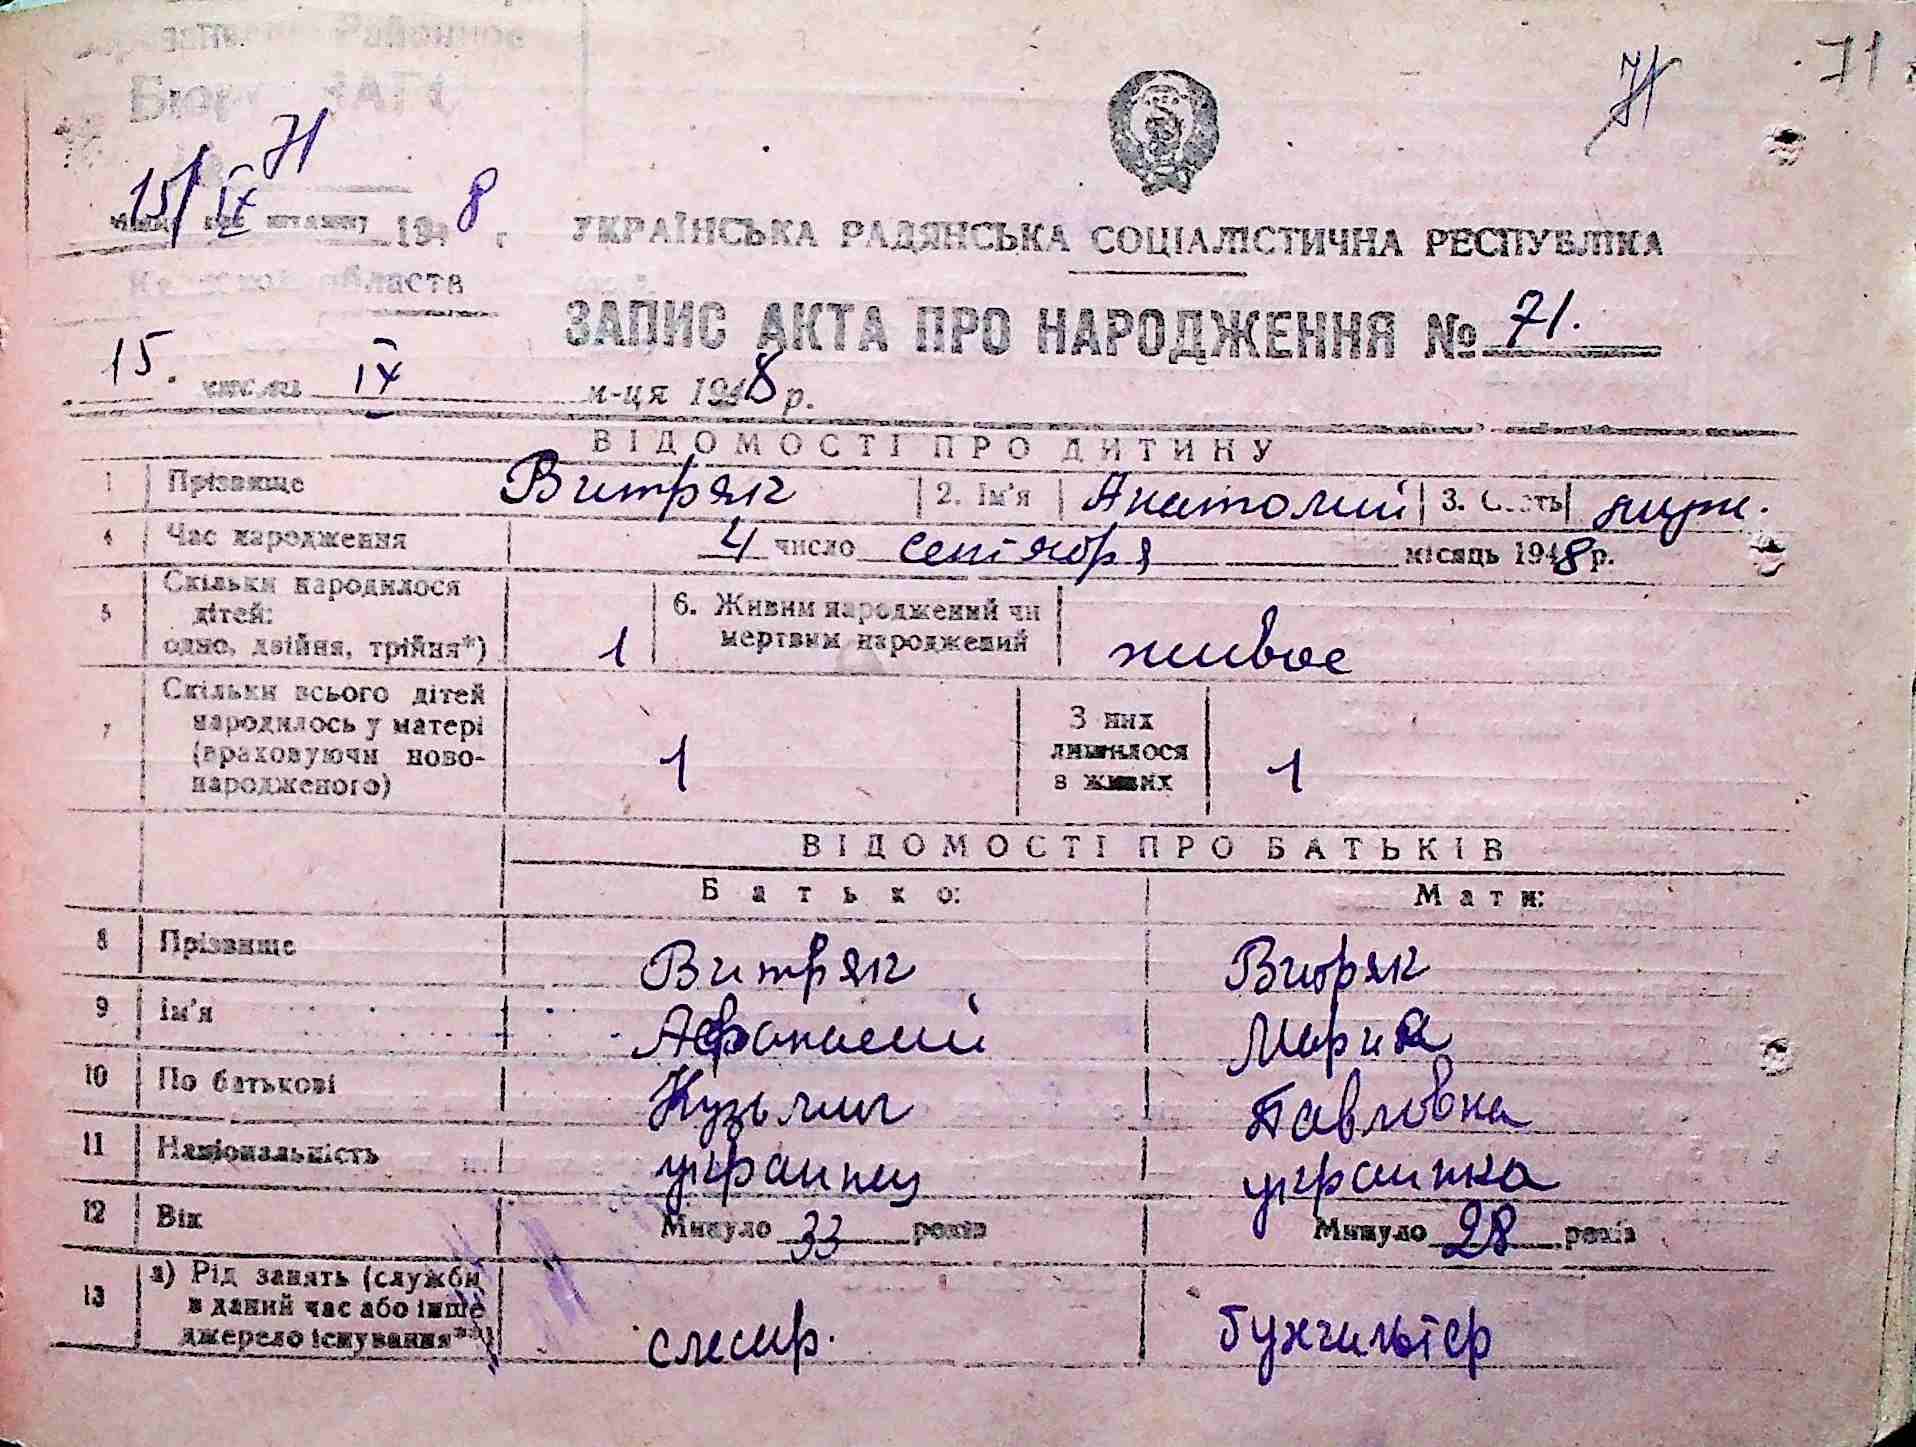 71
71
Бюро ЗАГС
71
15/IX 1948 г
области
УКРАЇНСЬКА РАДЯНСЬКА СОЦІАЛІСТИЧНА РЕСПУБЛІКА
ЗАПИС АКТА ПРО НАРОДЖЕННЯ № 71.
15. числа IX м-ця 1948 р.
ВІДОМОСТІ ПРО ДИТИНУ
1 Прізвище Витряк 2. Ім'я Анатолий 3. Стать муж.
4 Час народження 4 число сентября місяць 1948 р.
5 Скільки народилося дітей: одно, двійня, трійня*) 1 6. Живим народжений чи мертвим народжений живое
7 Скільки всього дітей народилось у матері (враховуючи ново-народженого) 1 З них лишилося в живих 1
ВІДОМОСТІ ПРО БАТЬКІВ
Батько: Мати:
8 Прізвище Витряк Витряк
9 Ім'я Афанасий Мария
10 По батькові Кузьмич Павловна
11 Національність украинец украинка
12 Вік Минуло 33 років Минуло 28 років
13 а) Рід занять (служби в даний час або інше джерело існування**) слесар. бухгальтер